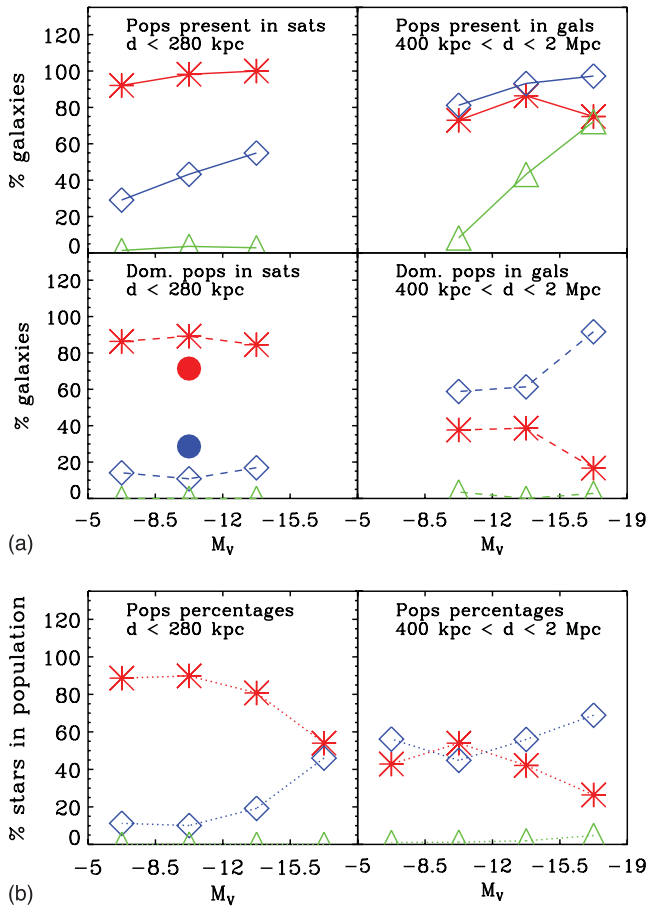 Pops present in sats
d < 280 kpc
Pops present in gals
400 kpc < d < 2 Mpc
% galaxies
120
100
80
60
40
20
0
Dom. pops in sats
d < 280 kpc
Dom. pops in gals
400 kpc < d < 2 Mpc
% galaxies
120
100
80
60
40
20
0
-5
-8.5
-12
-15.5
-5
-8.5
-12
-15.5
-19
(a)
MV
MV
Pops percentages
d < 280 kpc
Pops percentages
400 kpc < d < 2 Mpc
% stars in population
120
100
80
60
40
20
0
-5
-8.5
-12
-15.5
-5
-8.5
-12
-15.5
-19
(b)
MV
MV